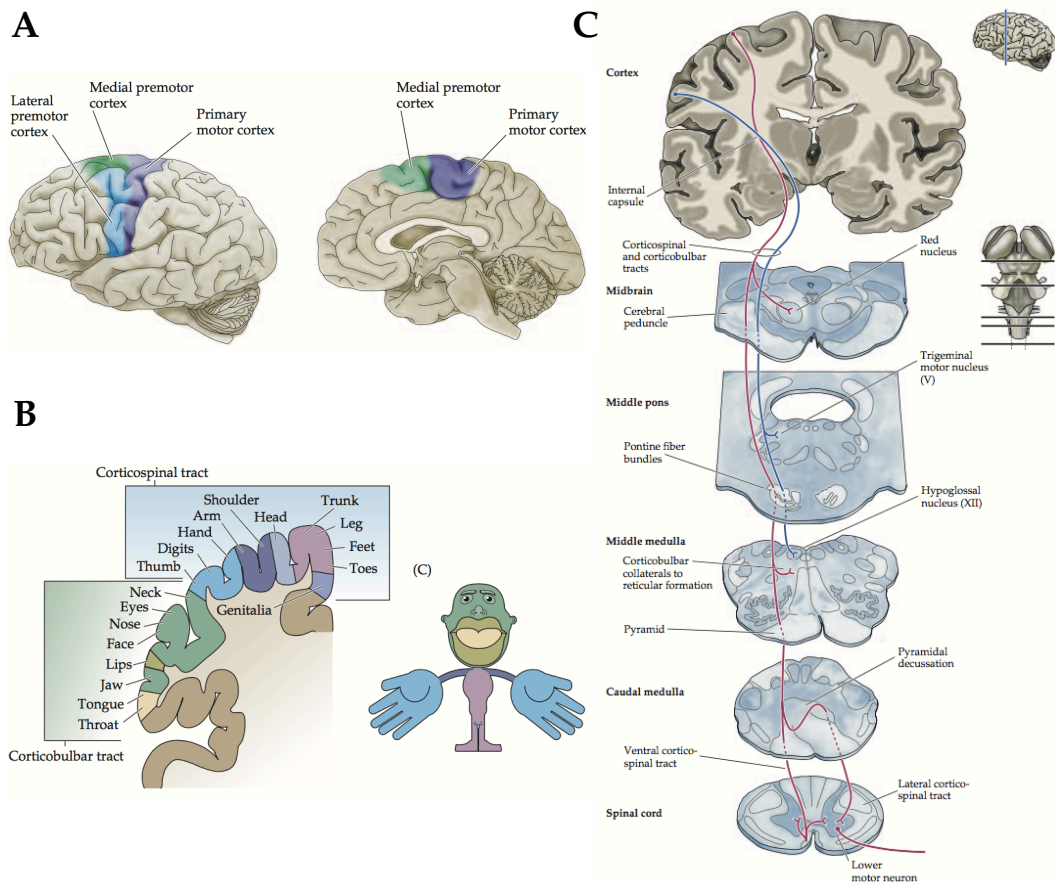 A
Lateral
premotor
cortex
Medial premotor
cortex
Primary
motor cortex
Medial premotor
cortex
Primary
motor cortex
B
Corticospinal tract
Shoulder
Arm
Hand
Digits
Thumb
Head
Trunk
Leg
Feet
Toes
Genitalia
Neck
Eyes
Nose
Face
Lips
Jaw
Tongue
Throat
Corticobulbar tract
(C)
C
Cortex
Internal
capsule
Corticospinal
and corticobulbar
tracts
Red
nucleus
Midbrain
Cerebral
peduncle
Trigeminal
motor nucleus
(V)
Middle pons
Pontine fiber
bundles
Hypoglossal
nucleus (XII)
Middle medulla
Corticobulbar
collaterals to
reticular formation
Pyramid
Pyramidal
decussation
Caudal medulla
Ventral cortico-
spinal tract
Lateral cortico-
spinal tract
Spinal cord
Lower
motor neuron